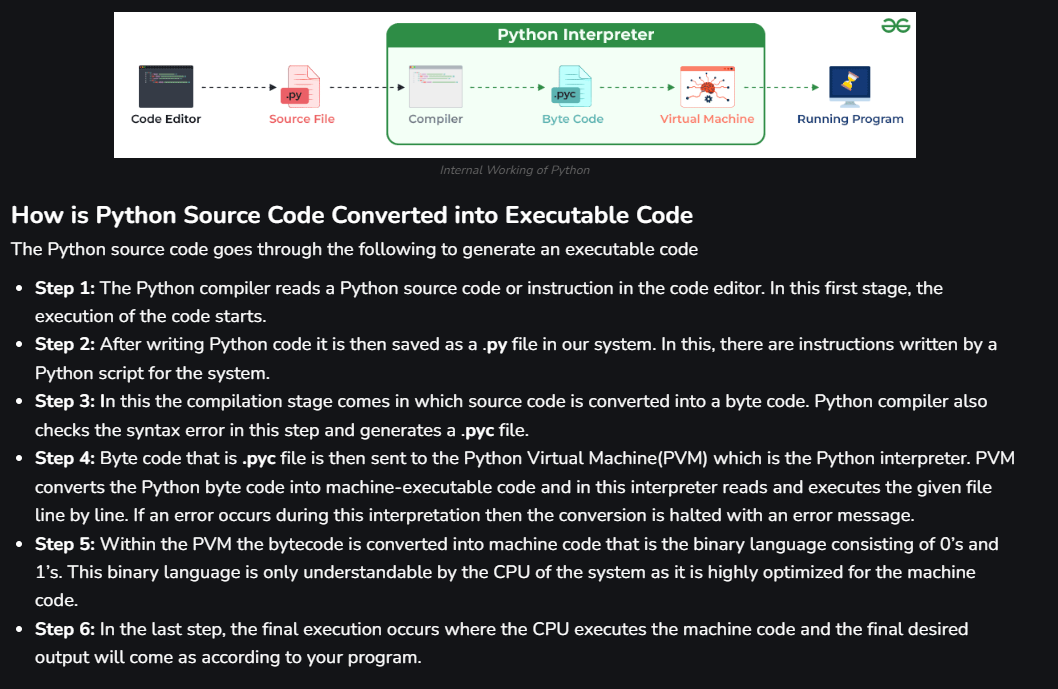 Python Interpreter
.py
.pyc
Code Editor
Source File
Compiler
Byte Code
Virtual Machine
Running Program
Internal Working of Python
How is Python Source Code Converted into Executable Code
The Python source code goes through the following to generate an executable code
• Step 1: The Python compiler reads a Python source code or instruction in the code editor. In this first stage, the
execution of the code starts.
• Step 2: After writing Python code it is then saved as a .py file in our system. In this, there are instructions written by a
Python script for the system.
• Step 3: In this the compilation stage comes in which source code is converted into a byte code. Python compiler also
checks the syntax error in this step and generates a .pyc file.
• Step 4: Byte code that is .pyc file is then sent to the Python Virtual Machine(PVM) which is the Python interpreter. PVM
converts the Python byte code into machine-executable code and in this interpreter reads and executes the given file
line by line. If an error occurs during this interpretation then the conversion is halted with an error message.
• Step 5: Within the PVM the bytecode is converted into machine code that is the binary language consisting of 0’s and
1’s. This binary language is only understandable by the CPU of the system as it is highly optimized for the machine
code.
• Step 6: In the last step, the final execution occurs where the CPU executes the machine code and the final desired
output will come as according to your program.